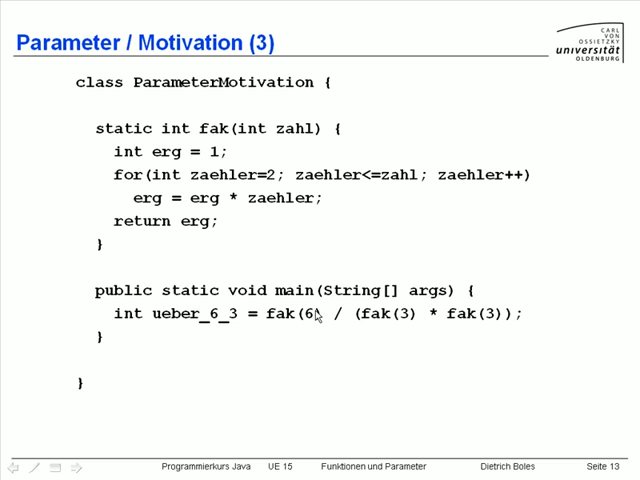 Parameter / Motivation (3)
CARL
VON
OSSIETZKY
universität
OLDENBURG
class ParameterMotivation {
static int fak(int zahl) {
int erg = 1;
for(int zaehler=2; zaehler<=zahl; zaehler++)
erg = erg * zaehler;
return erg;
}
public static void main(String[] args) {
int ueber_6_3 = fak(6) / (fak(3) * fak(3));
}
}
Programmierkurs Java UE 15 Funktionen und Parameter Dietrich Boles Seite 13